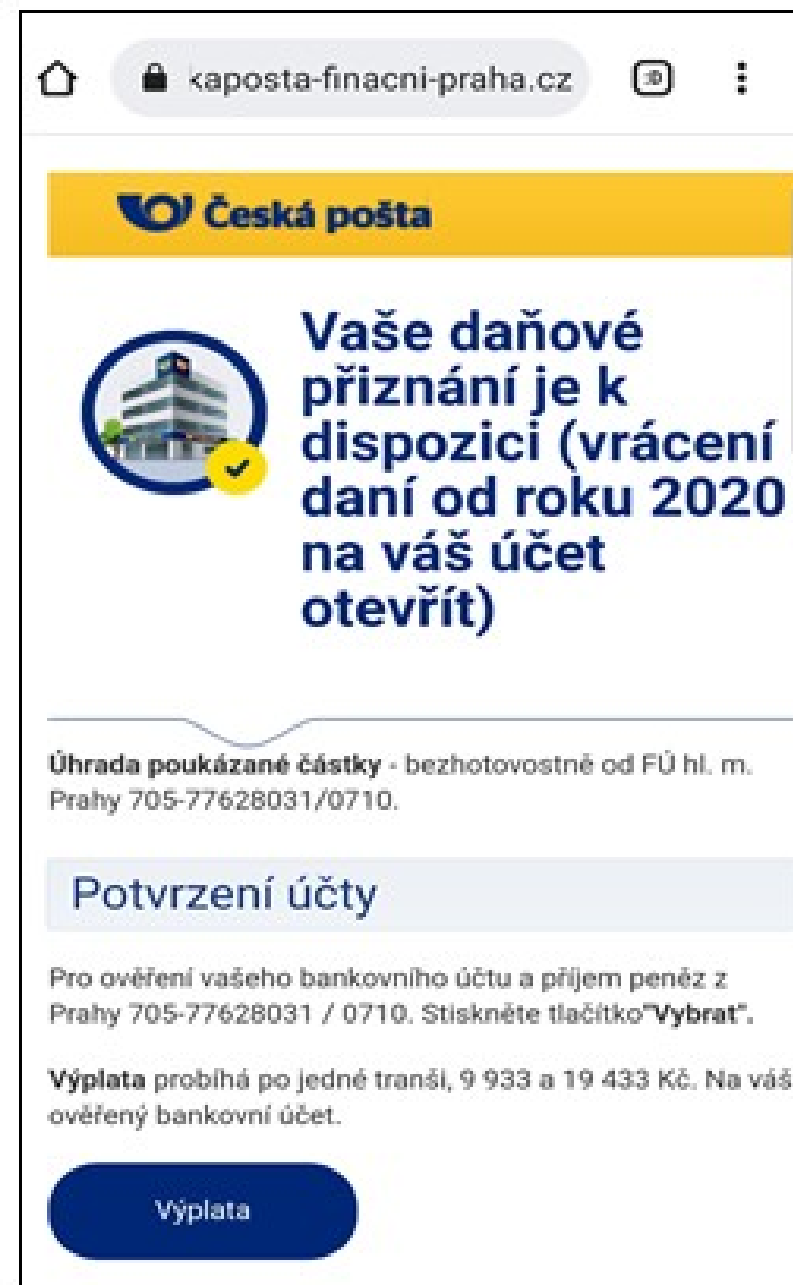 kaposta-finacni-praha.cz
Česká pošta
Vaše daňové
přiznání je k
dispozici (vrácení
daní od roku 2020
na váš účet
otevřít)
Úhrada poukázané částky - bezhotovostně od FÚ hl. m.
Prahy 705-77628031/0710.
Potvrzení účty
Pro ověření vašeho bankovního účtu a příjem peněz z
Prahy 705-77628031 / 0710. Stiskněte tlačítko"Vybrat".
Výplata probíhá po jedné tranši, 9 933 a 19 433 Kč. Na váš
ověřený bankovní účet.
Výplata